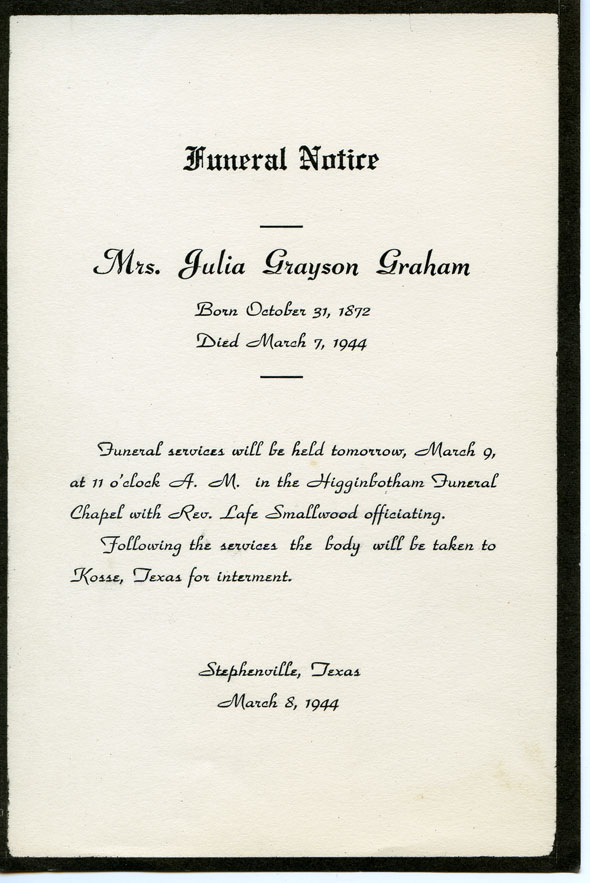 Funeral Notice
Mrs. Julia Grayson Graham
Born October 31, 1872
Died March 7, 1944
Funeral services will be held tomorrow, March 9,
at 11 o'clock A. M. in the Higginbotham Funeral
Chapel with Rev. Lafe Smallwood officiating.
Following the services the body will be taken to
Kosse, Texas for interment.
Stephenville, Texas
March 8, 1944